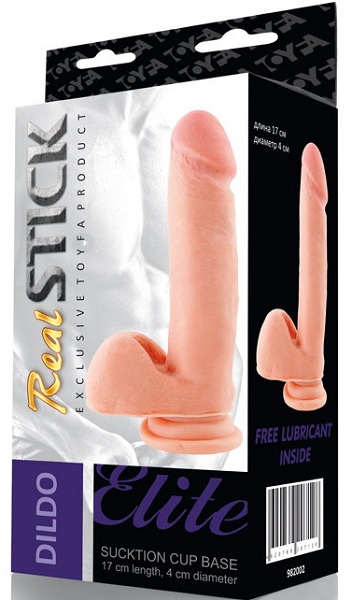 TOYFA
Real STICK
EXCLUSIVE TOYFA PRODUCT
длина 17 см
диаметр 4 см
FREE LUBRICANT
INSIDE
DILDO
Elite
SUCKTION CUP BASE
17 cm length, 4 cm diameter
982002